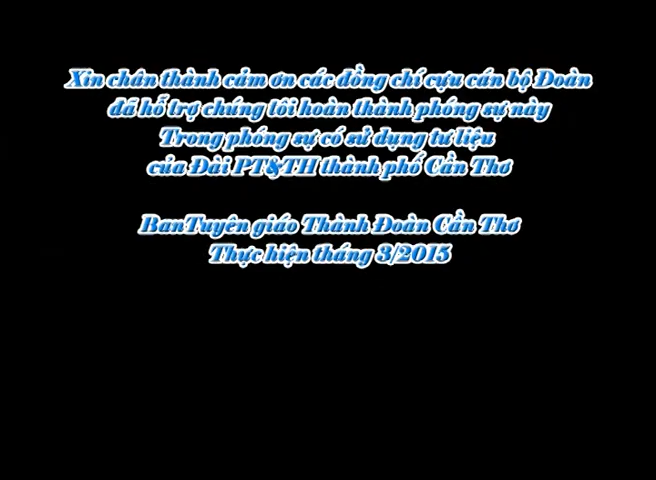 Xin chân thành cảm ơn các đồng chí cựu cán bộ Đoàn
đã hỗ trợ chúng tôi hoàn thành phóng sự này
Trong phóng sự có sử dụng tư liệu
của Đài PT&TH thành phố Cần Thơ
BanTuyên giáo Thành Đoàn Cần Thơ
Thực hiện tháng 3/2015